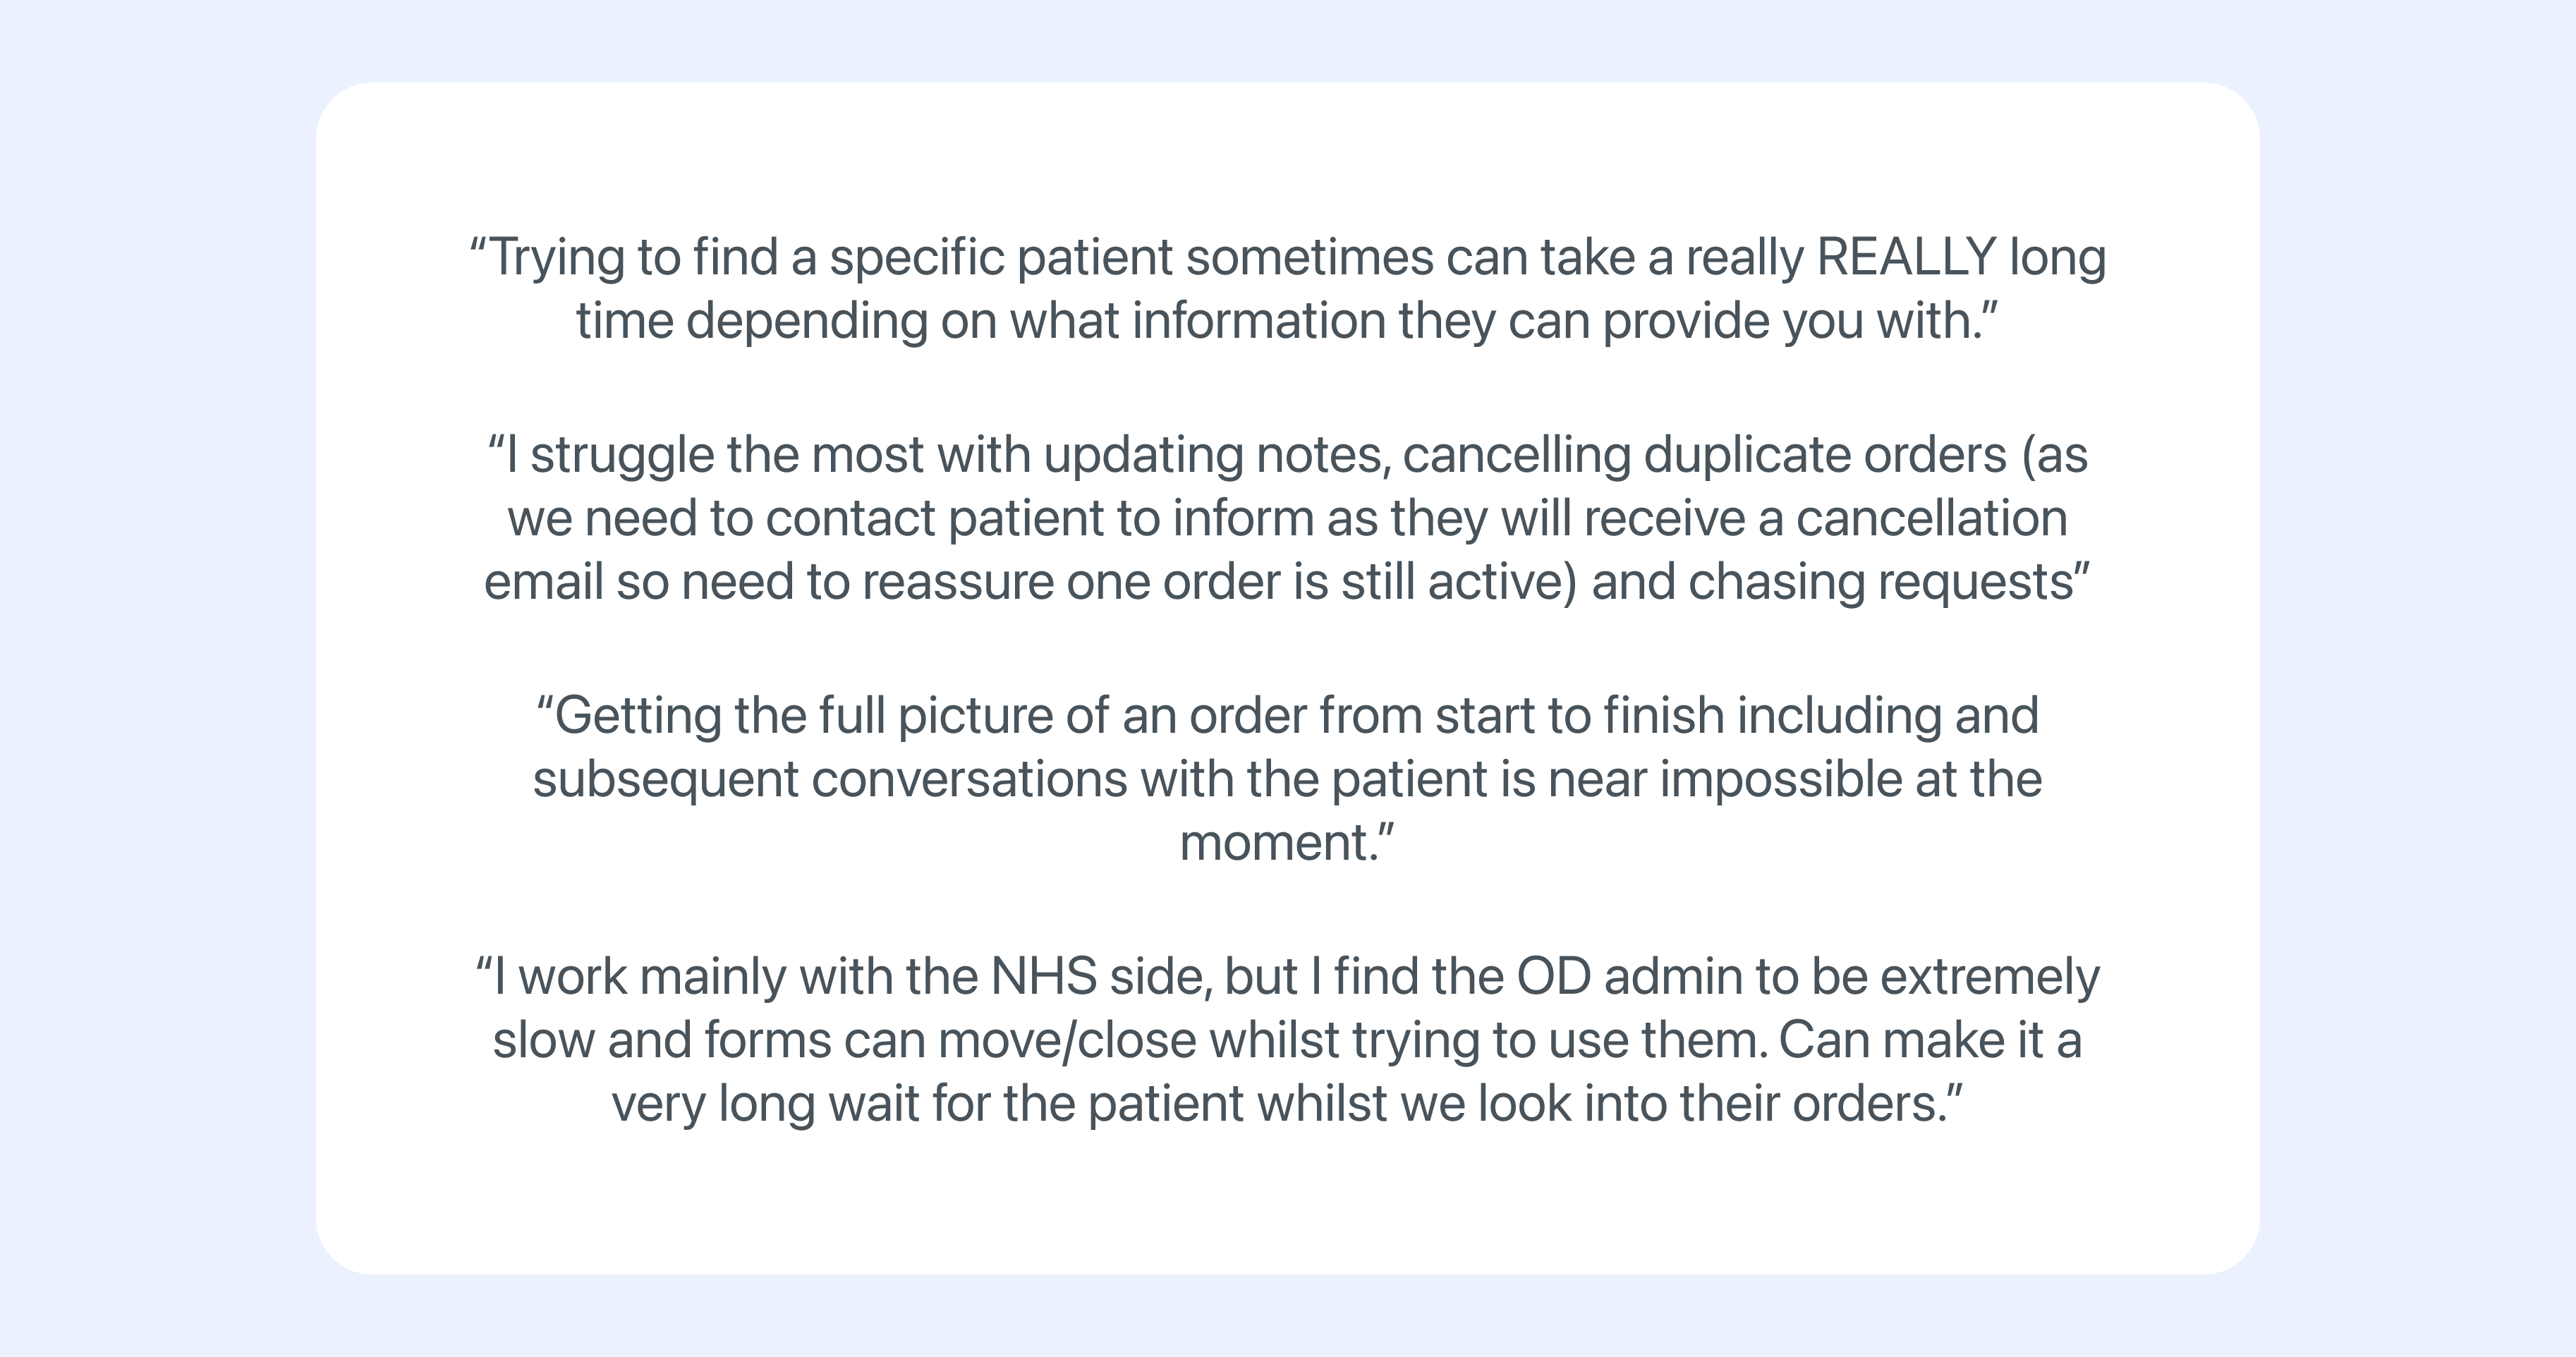 “Trying to find a specific patient sometimes can take a really REALLY long
time depending on what information they can provide you with.”
“I struggle the most with updating notes, cancelling duplicate orders (as
we need to contact patient to inform as they will receive a cancellation
email so need to reassure one order is still active) and chasing requests”
“Getting the full picture of an order from start to finish including and
subsequent conversations with the patient is near impossible at the
moment.”
“I work mainly with the NHS side, but I find the OD admin to be extremely
slow and forms can move/close whilst trying to use them. Can make it a
very long wait for the patient whilst we look into their orders.”